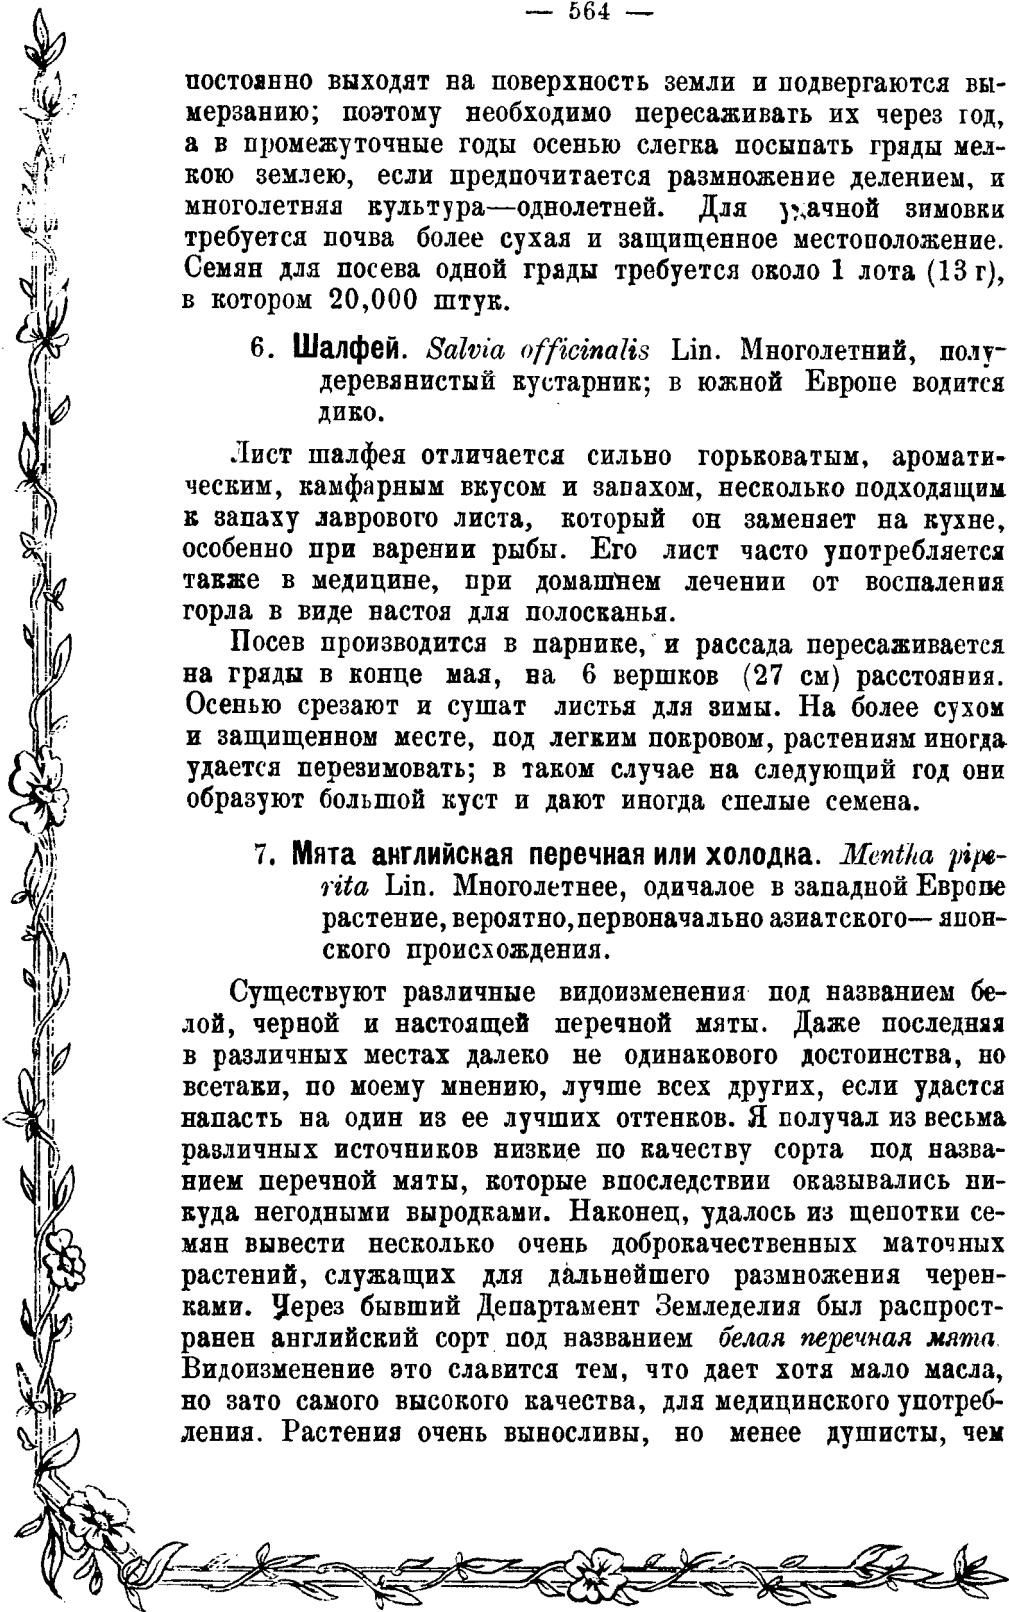 — 564 —
постоянно выходят на поверхность земли и подвергаются вы-
мерзанию; поэтому необходимо пересаживать их через год,
а в промежуточные годы осенью слегка посыпать гряды мел-
кою землею, если предпочитается размножение делением, и
многолетняя культура—однолетней. Для удачной зимовки
требуется почва более сухая и защищенное местоположение.
Семян для посева одной гряды требуется около 1 лота (13 г),
в котором 20,000 штук.
6. Шалфей. Salvia officinalis Lin. Многолетний, полу-
деревянистый кустарник; в южной Европе водится
дико.
Лист шалфея отличается сильно горьковатым, аромати-
ческим, камфарным вкусом и запахом, несколько подходящим
к запаху лаврового листа, который он заменяет на кухне,
особенно при варении рыбы. Его лист часто употребляется
также в медицине, при домашнем лечении от воспаления
горла в виде настоя для полосканья.
Посев производится в парнике, и рассада пересаживается
на гряды в конце мая, на 6 вершков (27 см) расстояния.
Осенью срезают и сушат листья для зимы. На более сухом
и защищенном месте, под легким покровом, растениям иногда
удается перезимовать; в таком случае на следующий год они
образуют большой куст и дают иногда спелые семена.
7. Мята английская перечная или холодка. Mentha pipe-
rita Lin. Многолетнее, одичалое в западной Европе
растение, вероятно, первоначально азиатского— япон-
ского происхождения.
Существуют различные видоизменения под названием бе-
лой, черной и настоящей перечной мяты. Даже последняя
в различных местах далеко не одинакового достоинства, но
всетаки, по моему мнению, лучше всех других, если удастся
напасть на один из ее лучших оттенков. Я получал из весьма
различных источников низкие по качеству сорта под назва-
нием перечной мяты, которые впоследствии оказывались ни-
куда негодными выродками. Наконец, удалось из щепотки се-
мян вывести несколько очень доброкачественных маточных
растений, служащих для дальнейшего размножения черен-
ками. Через бывший Департамент Земледелия был распрост-
ранен английский сорт под названием белая перечная мята.
Видоизменение это славится тем, что дает хотя мало масла,
но зато самого высокого качества, для медицинского употреб-
ления. Растения очень выносливы, но менее душисты, чем